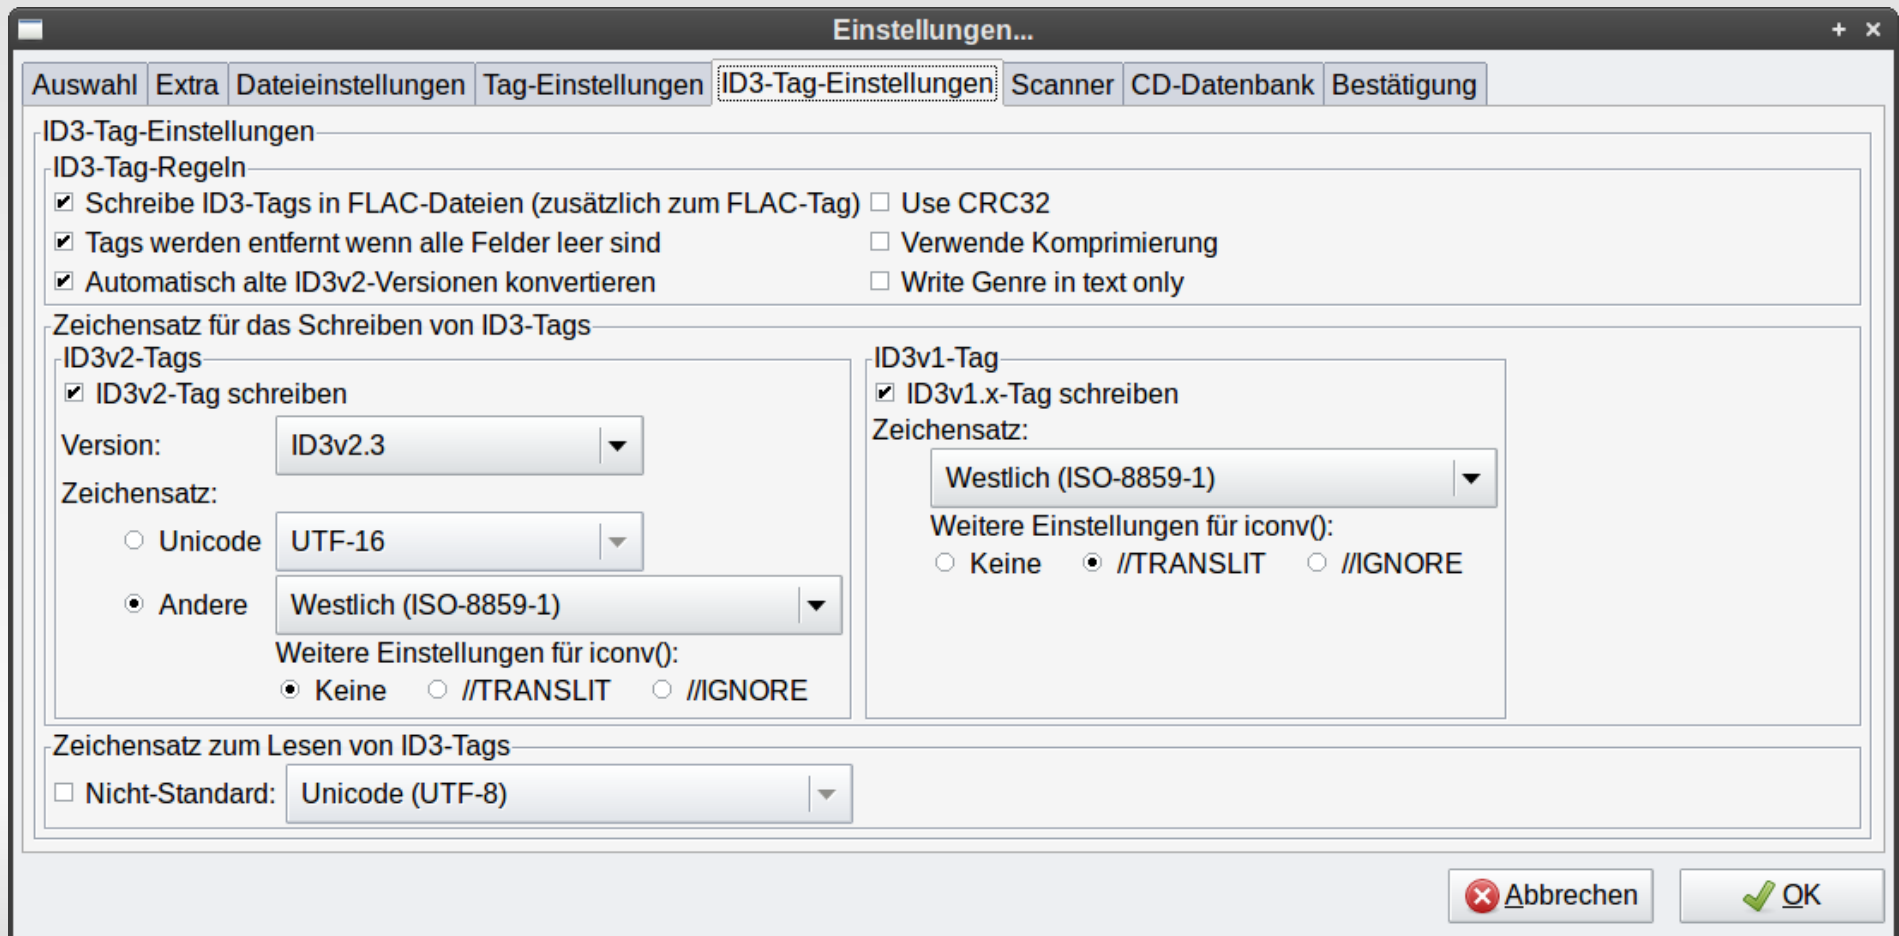 Einstellungen...
Auswahl Extra Dateieinstellungen Tag-Einstellungen ID3-Tag-Einstellungen Scanner CD-Datenbank Bestätigung
ID3-Tag-Einstellungen
ID3-Tag-Regeln
Schreibe ID3-Tags in FLAC-Dateien (zusätzlich zum FLAC-Tag) Use CRC32
Tags werden entfernt wenn alle Felder leer sind Verwende Komprimierung
Automatisch alte ID3v2-Versionen konvertieren Write Genre in text only
Zeichensatz für das Schreiben von ID3-Tags
ID3v2-Tags
ID3v2-Tag schreiben
Version: ID3v2.3
Zeichensatz:
Unicode UTF-16
Andere Westlich (ISO-8859-1)
Weitere Einstellungen für iconv():
Keine //TRANSLIT //IGNORE
ID3v1-Tag
ID3v1.x-Tag schreiben
Zeichensatz:
Westlich (ISO-8859-1)
Weitere Einstellungen für iconv():
Keine //TRANSLIT //IGNORE
Zeichensatz zum Lesen von ID3-Tags
Nicht-Standard: Unicode (UTF-8)
Abbrechen OK